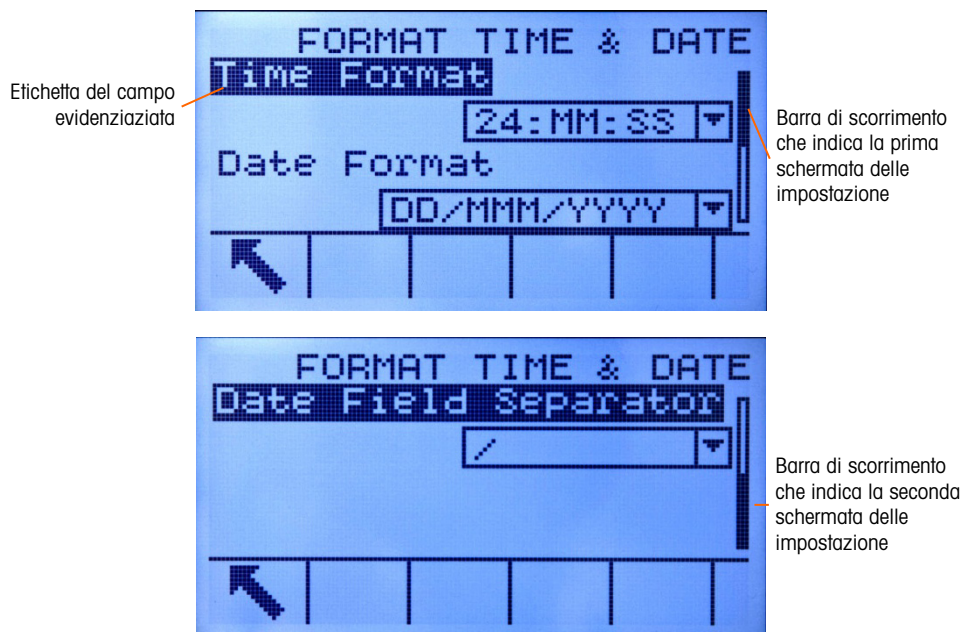 FORMAT TIME & DATE
Time Format
Etichetta del campo
evidenziaziata
24:MM:SS
Barra di scorrimento
che indica la prima
schermata delle
impostazione
Date Format
DD/MMM/YYYY
FORMAT TIME & DATE
Date Field Separator
/
Barra di scorrimento
che indica la seconda
schermata delle
impostazione